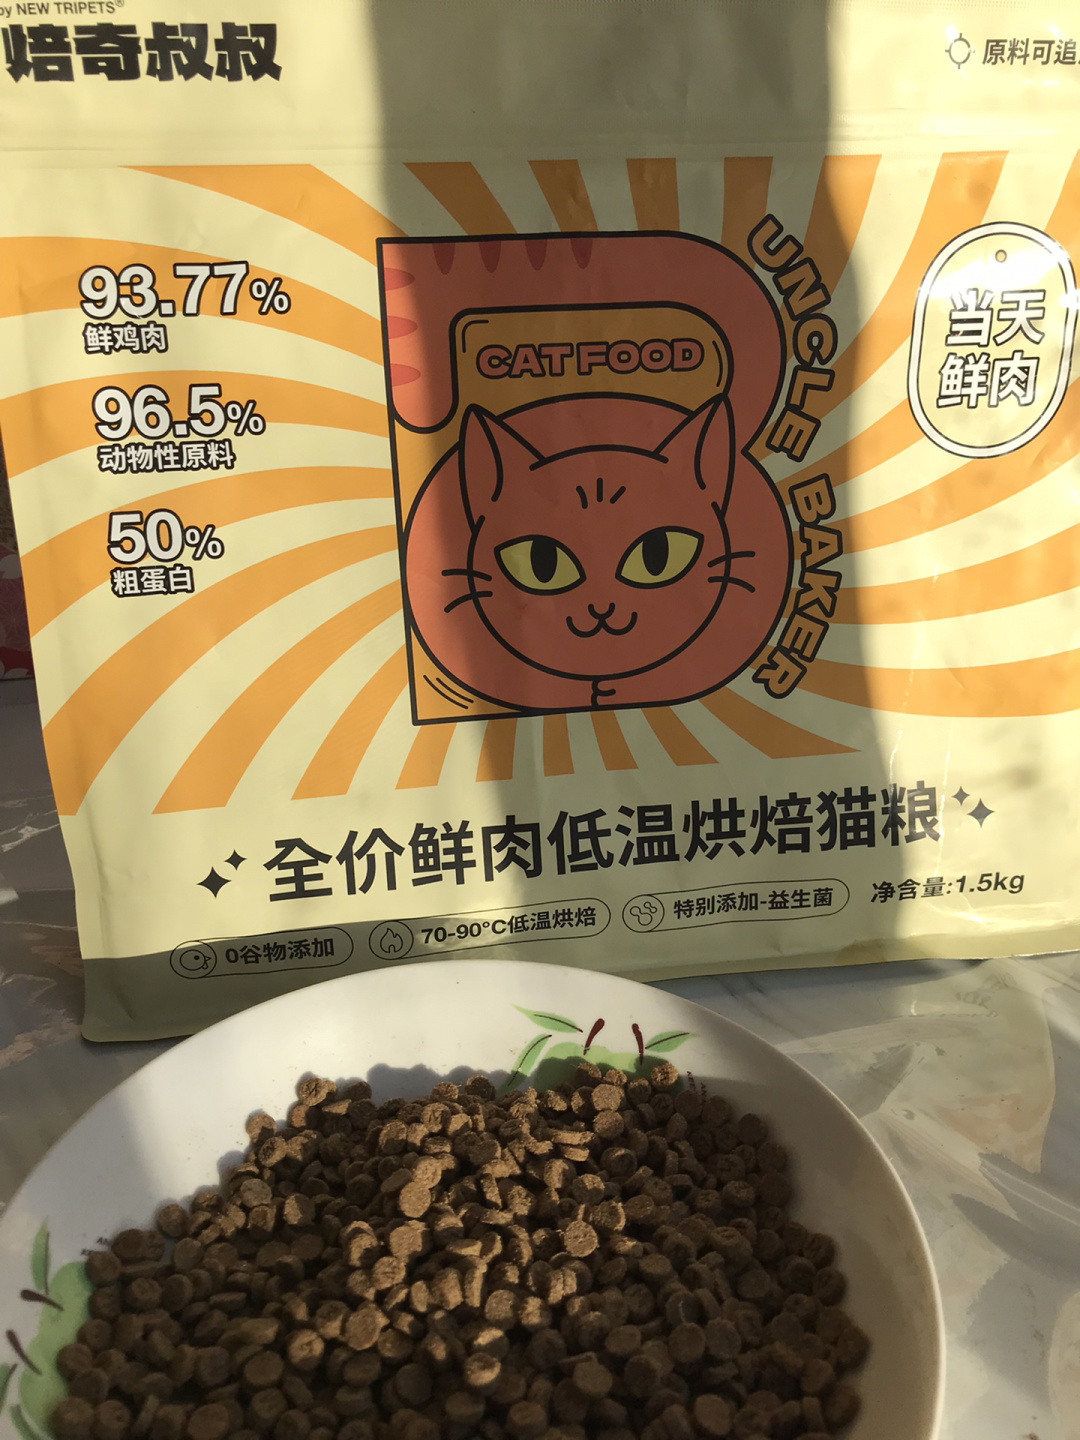 by NEW TRIPETS®
焙奇叔叔
原料可追
93.77%
鲜鸡肉
96.5%
动物性原料
50%
粗蛋白
CAT FOOD
UNCLE BAKER
当天
鲜肉
全价鲜肉低温烘焙猫粮
0谷物添加
70-90°C低温烘焙
特别添加-益生菌
净含量:1.5kg